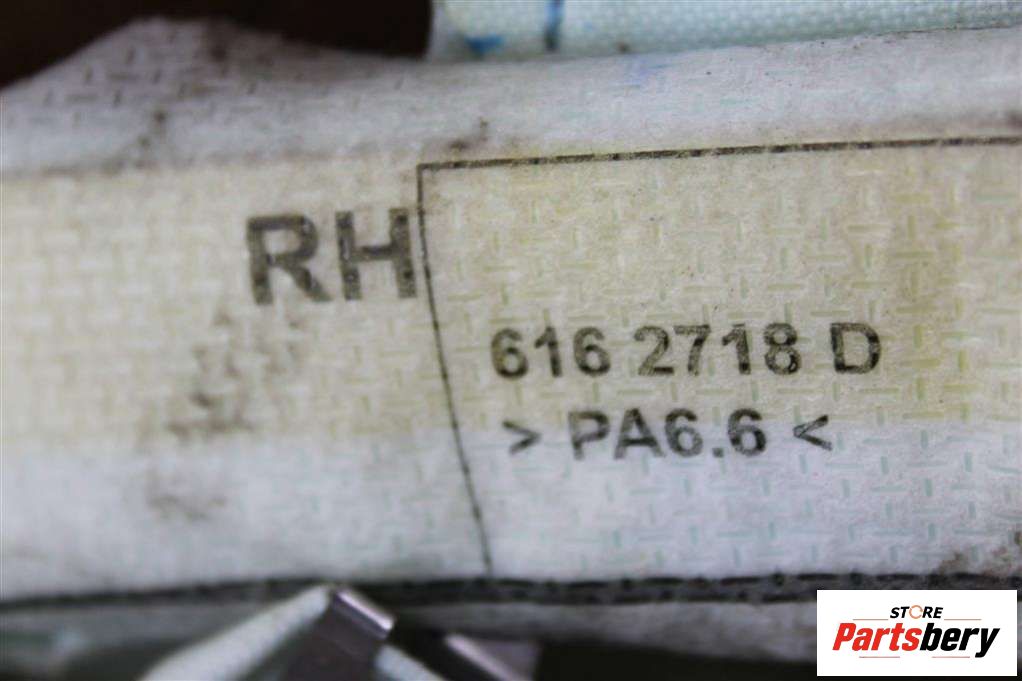 RH
616 2718 D
> PA6.6 <
STORE
Partsbery